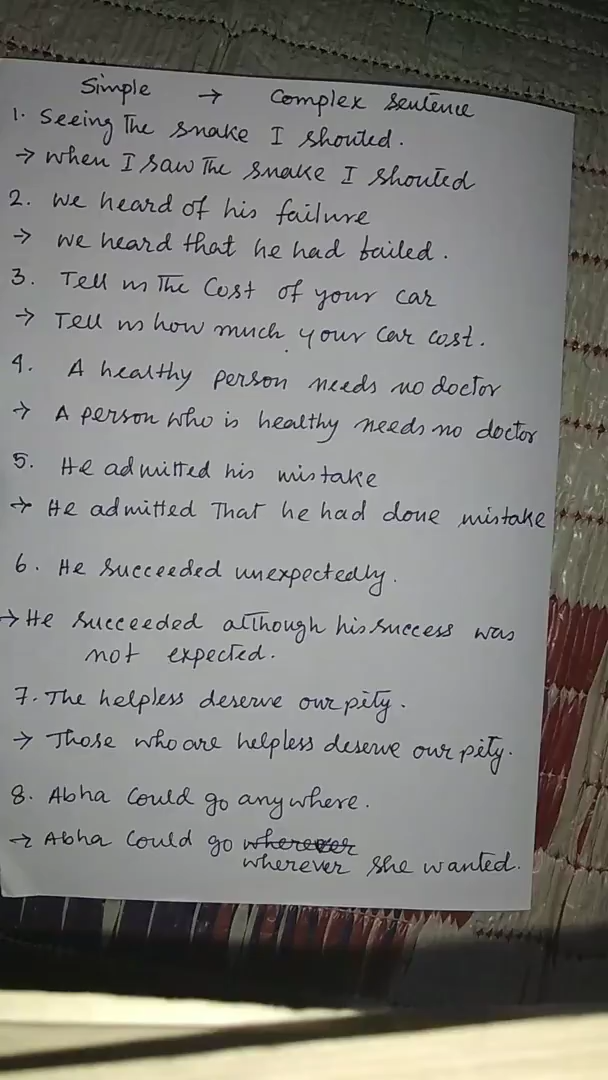 Simple → Complex sentence
1. Seeing The snake I shouted.
→ when I saw The snake I shouted
2. we heard of his failure
→ we heard that he had failed.
3. Tell us The Cost of your car
→ Tell us how much your car cost.
4. A healthy person needs no doctor
→ A person who is healthy needs no doctor
5. He admitted his mistake
→ He admitted That he had done mistake
6. He succeeded unexpectedly.
→ He succeeded although his success was
not expected.
7. The helpless deserve our pity.
→ Those who are helpless deserve our pity.
8. Abha Could go anywhere.
→ Abha Could go wherever
wherever she wanted.